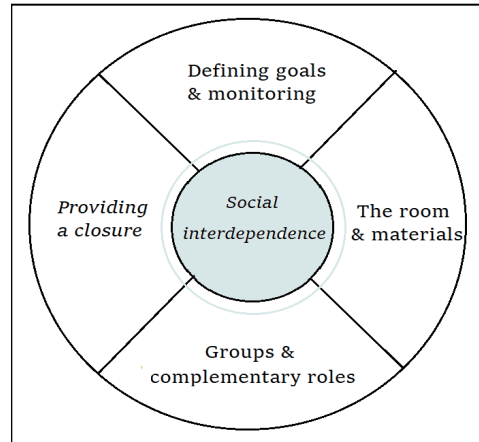 Defining goals
& monitoring
Providing
a closure
Social
interdependence
The room
& materials
Groups &
complementary roles